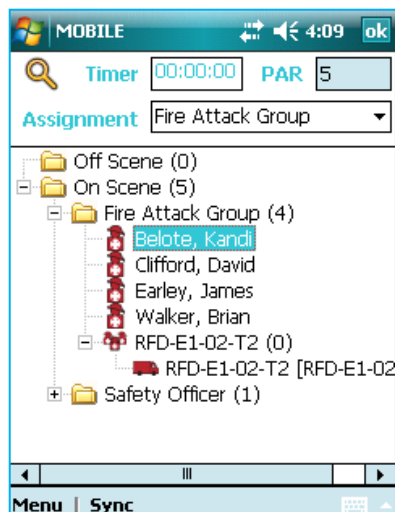 MOBILE 4:09 ok
Timer 00:00:00 PAR 5
Assignment Fire Attack Group
Off Scene (0)
On Scene (5)
Fire Attack Group (4)
Belote, Kandi
Clifford, David
Earley, James
Walker, Brian
RFD-E1-02-T2 (0)
RFD-E1-02-T2 [RFD-E1-02
Safety Officer (1)
Menu | Sync